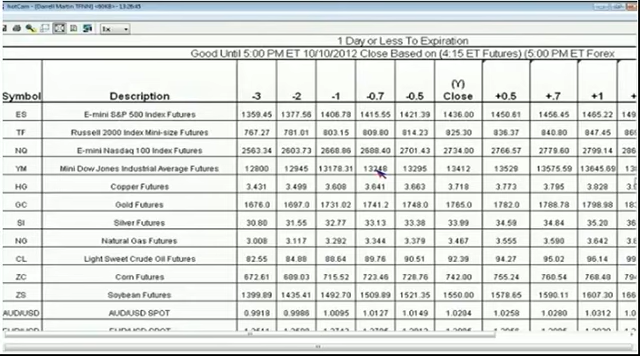 HotCam - [Darrell Martin TFNN] <60KB> - 13:26:45
1x
1 Day or Less To Expiration
Good Until 5:00 PM ET 10/10/2012 Close Based on (4:15 ET Futures) (5:00 PM ET Forex
(Y)
Symbol Description -3 -2 -1 -0.7 -0.5 Close +0.5 +.7 +1 +
ES E-mini S&P 500 Index Futures 1359.45 1377.56 1406.78 1415.55 1421.39 1436.00 1450.61 1456.45 1465.22 149
TF Russell 2000 Index Mini-size Futures 767.27 781.01 803.15 809.80 814.23 825.30 836.37 840.80 847.45 86
NQ E-mini Nasdaq 100 Index Futures 2563.34 2603.73 2668.86 2688.40 2701.43 2734.00 2766.57 2779.60 2799.14 286
YM Mini Dow Jones Industrial Average Futures 12800 12945 13178.31 13248 13295 13412 13529 13575.59 13645.69 13
HG Copper Futures 3.431 3.499 3.608 3.641 3.663 3.718 3.773 3.795 3.828 3
GC Gold Futures 1676.0 1697.0 1731.02 1741.2 1748.0 1765.0 1782.0 1788.78 1798.98 18
SI Silver Futures 30.80 31.55 32.77 33.13 33.38 33.99 34.59 34.84 35.20 36
NG Natural Gas Futures 3.008 3.117 3.292 3.344 3.379 3.467 3.555 3.590 3.642 3
CL Light Sweet Crude Oil Futures 82.55 84.88 88.64 89.76 90.51 92.39 94.27 95.02 96.14 99
ZC Corn Futures 672.61 689.03 715.52 723.46 728.76 742.00 755.24 760.54 768.48 79
ZS Soybean Futures 1399.89 1435.41 1492.70 1509.89 1521.35 1550.00 1578.65 1590.11 1607.30 166
AUD/USD AUD/USD SPOT 0.9918 0.9986 1.0095 1.0127 1.0149 1.0204 1.0258 1.0280 1.0312 1.0